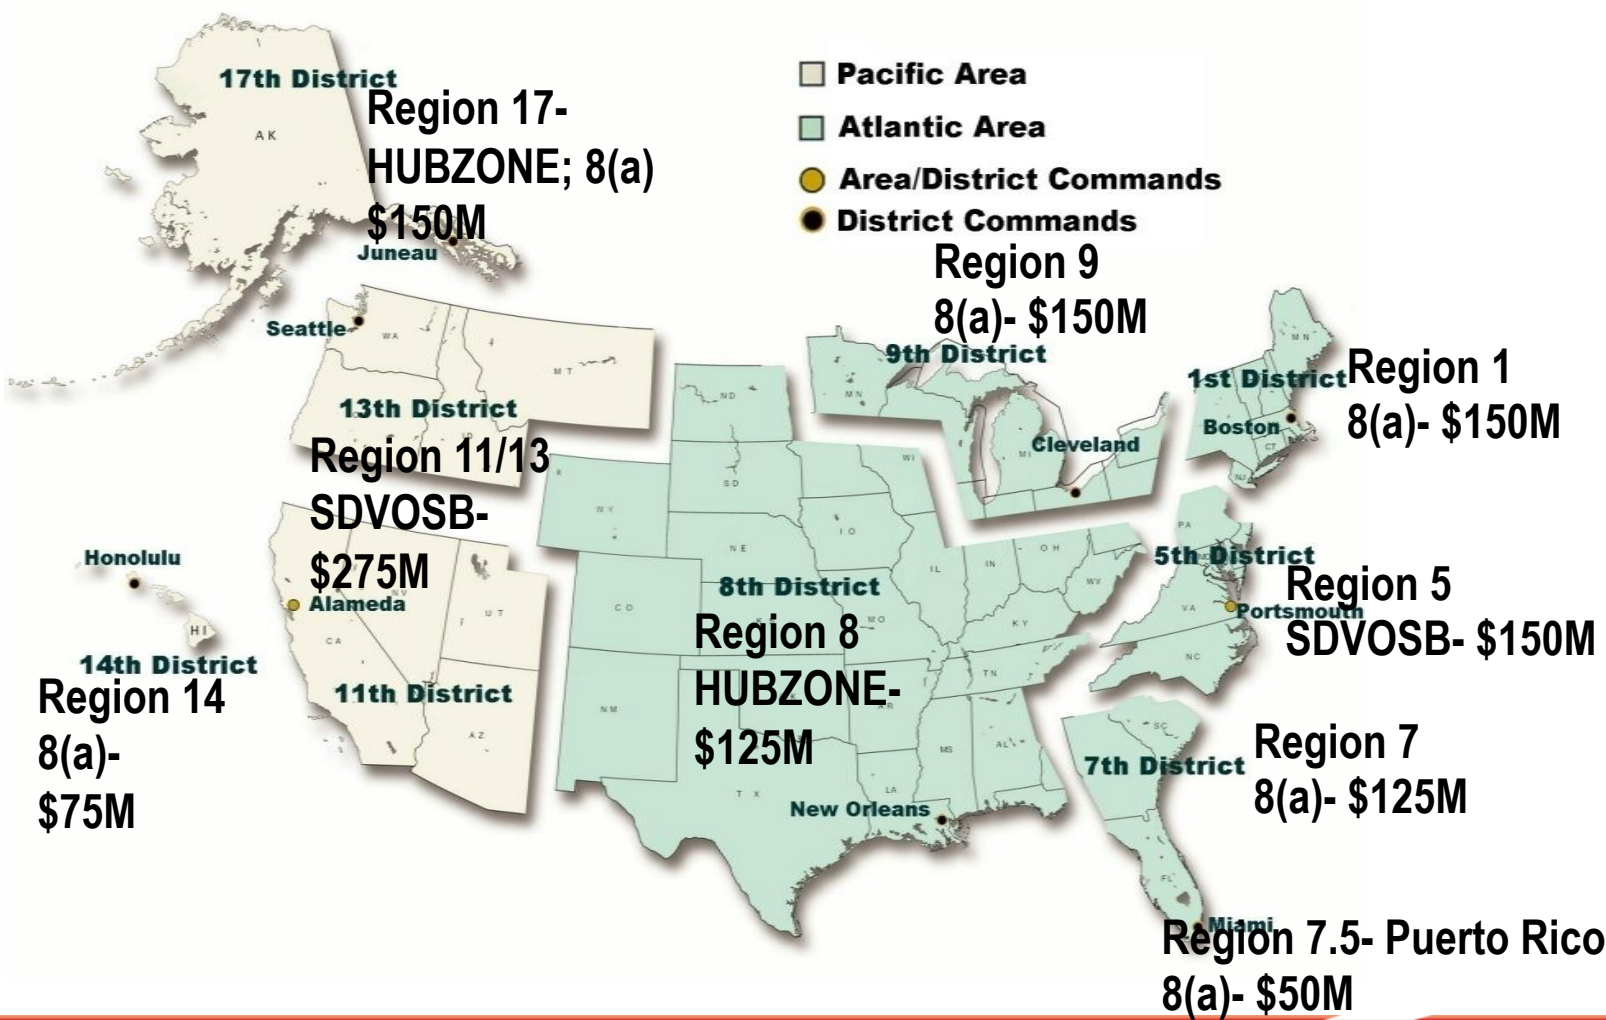 17th District
AK
Region 17-
HUBZONE; 8(a)
$150M
Juneau
Pacific Area
Atlantic Area
Area/District Commands
District Commands
Region 9
8(a)- $150M
9th District
MN
WI
MI
Cleveland
Seattle
WA
MT
13th District
ID
Region 11/13
SDVOSB-
$275M
1st District
MN
Boston
CT
NJ
Region 1
8(a)- $150M
Honolulu
HI
14th District
Region 14
8(a)-
$75M
Alameda
NV
UT
CA
11th District
AZ
ND
SD
WY
NE
IO
IL
IN
OH
WV
CO
8th District
MO
KY
Region 8
HUBZONE-
$125M
TN
NM
AR
MS
AL
TX
LA
New Orleans
PA
5th District
VA
Portsmouth
NC
Region 5
SDVOSB- $150M
SC
7th District
Region 7
8(a)- $125M
FL
Miami
Region 7.5- Puerto Rico
8(a)- $50M